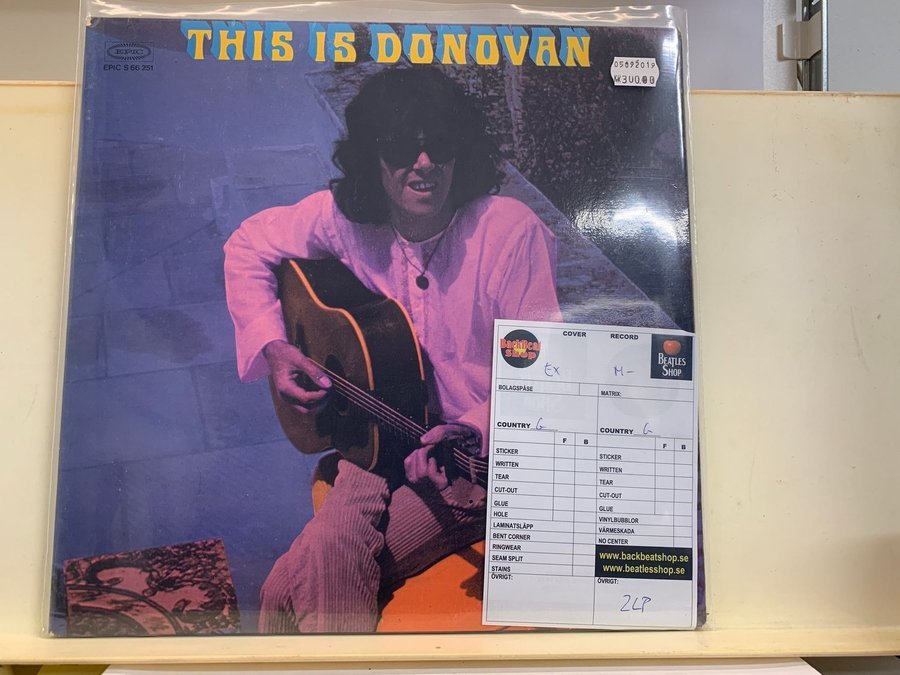 THIS IS DONOVAN
EPIC
EPIC S 66 251
05092019
300.00
COVER RECORD
BackBeat
shop
BEATLES
SHOP
EX M-
BOLAGSPÅSE MATRIX:
COUNTRY G COUNTRY G
F B F B
STICKER STICKER
WRITTEN WRITTEN
TEAR TEAR
CUT-OUT CUT-OUT
GLUE GLUE
HOLE VINYLBUBBLOR
LAMINATSLÄPP VÄRMESKADA
BENT CORNER NO CENTER
RINGWEAR
SEAM SPLIT
STAINS
www.backbeatshop.se
www.beatlesshop.se
ÖVRIGT: ÖVRIGT:
2LP